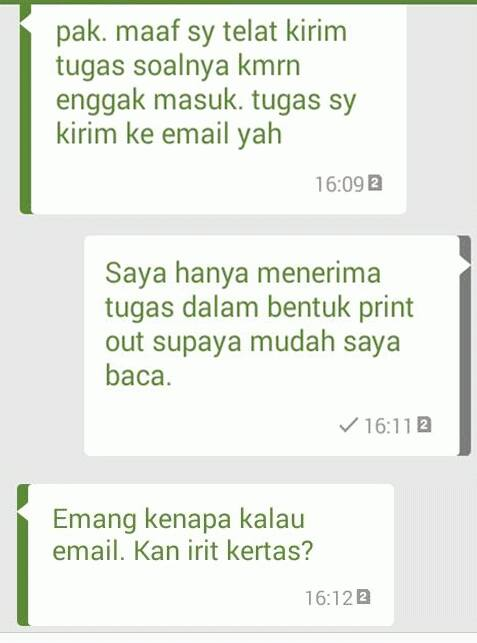 pak. maaf sy telat kirim
tugas soalnya kmrn
enggak masuk. tugas sy
kirim ke email yah
16:09 2
Saya hanya menerima
tugas dalam bentuk print
out supaya mudah saya
baca.
✓ 16:11 2
Emang kenapa kalau
email. Kan irit kertas?
16:12 2